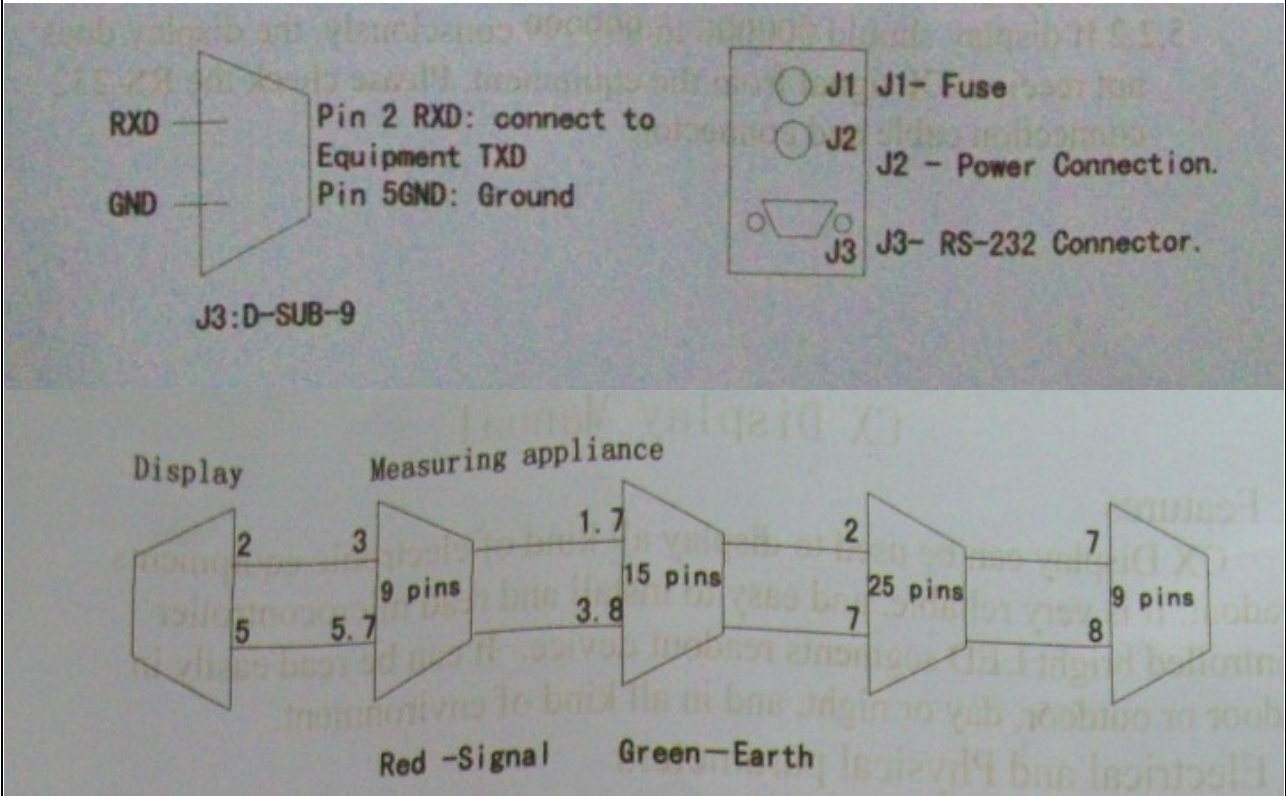 RXD
Pin 2 RXD: connect to
Equipment TXD
GND
Pin 5GND: Ground
J3:D-SUB-9
J1 J1- Fuse
J2
J2 - Power Connection.
J3 J3- RS-232 Connector.
Display
Measuring appliance
2 3 1.7 2 7
9 pins 15 pins 25 pins 9 pins
5 5.7 3.8 7 8
Red -Signal Green—Earth